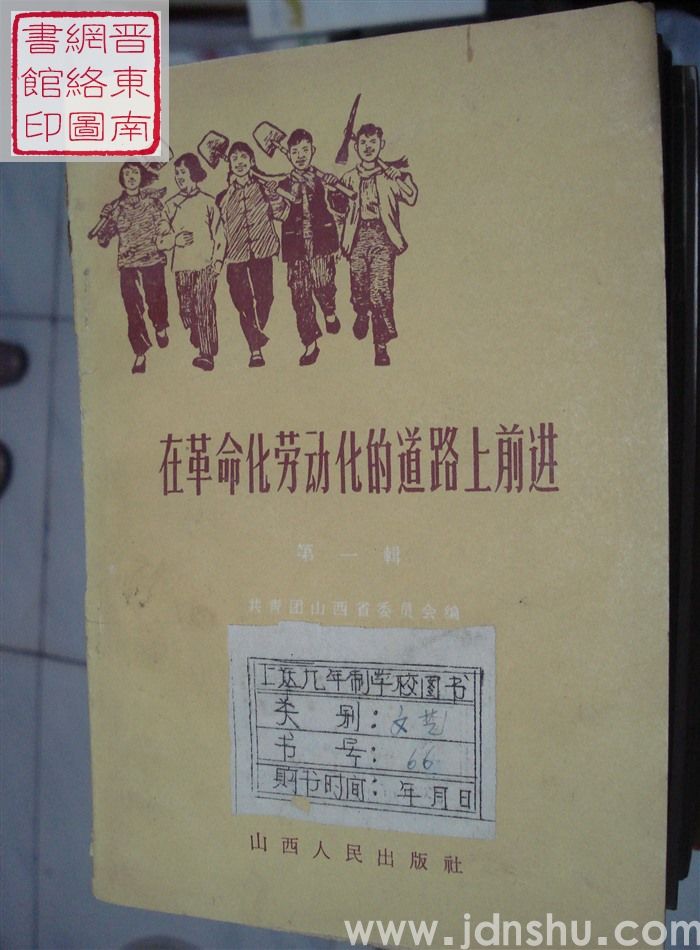 晋東南
網絡圖
書館印
在革命化劳动化的道路上前进
第一輯
共青团山西省委员会编
上荙九年制学校图书
类别：文艺
书号：66
購书时间：年月日
山西人民出版社
www.jdnshu.com